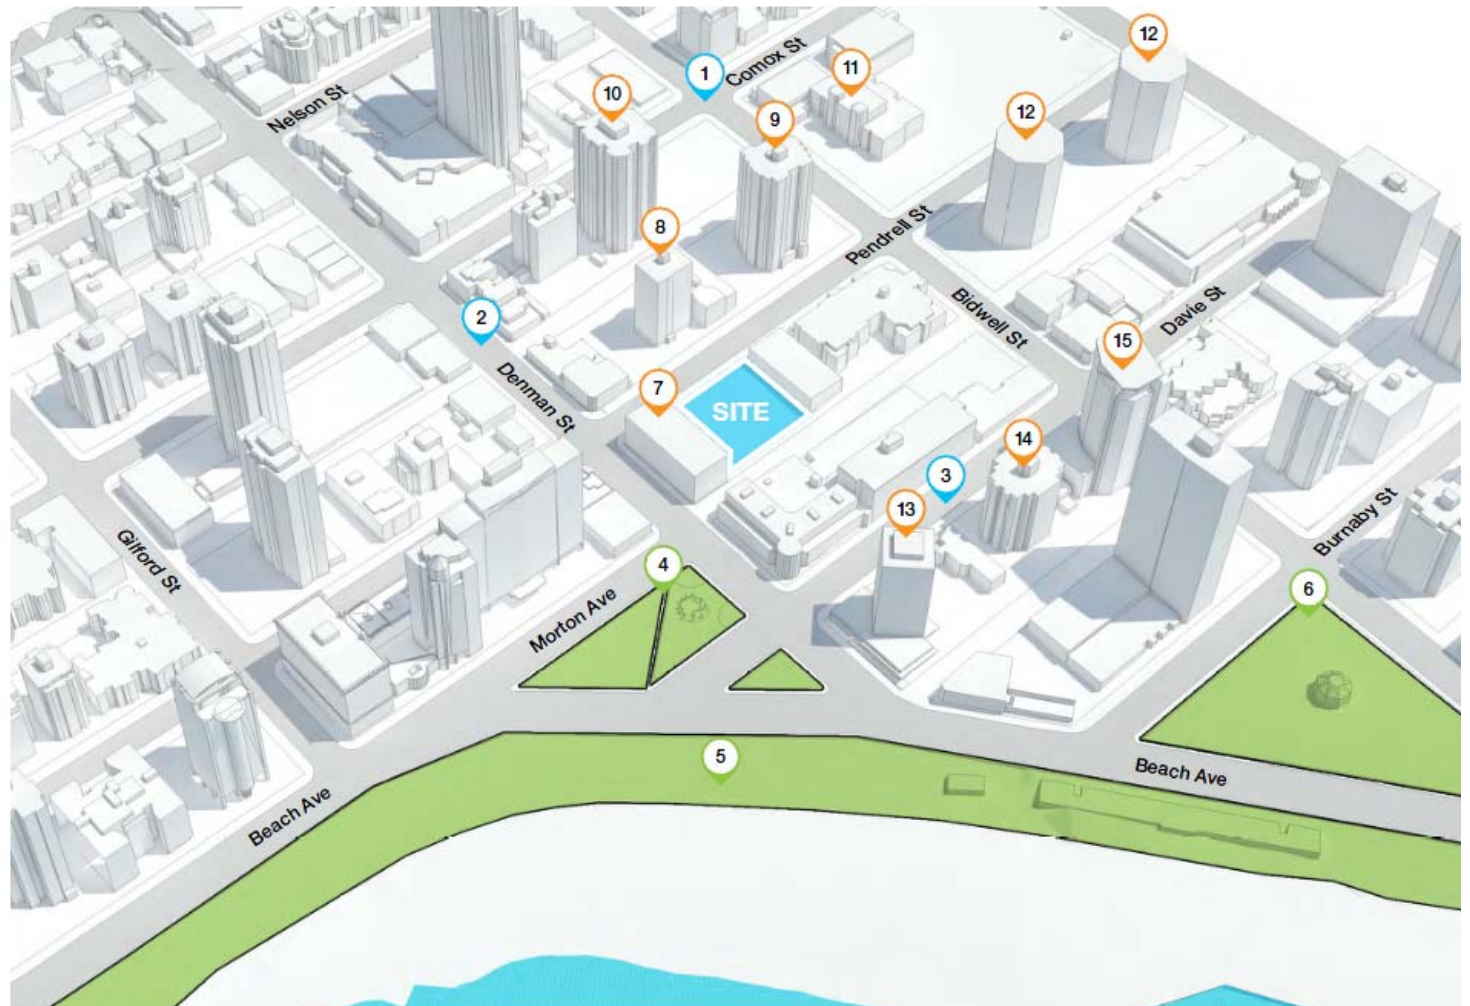 12
1
Comox St
11
10
Nelson St
12
9
8
Pendrell St
2
Bidwell St
Davie St
15
Denman St
7
SITE
14
3
13
Burnaby St
Gilford St
4
Morton Ave
6
5
Beach Ave
Beach Ave